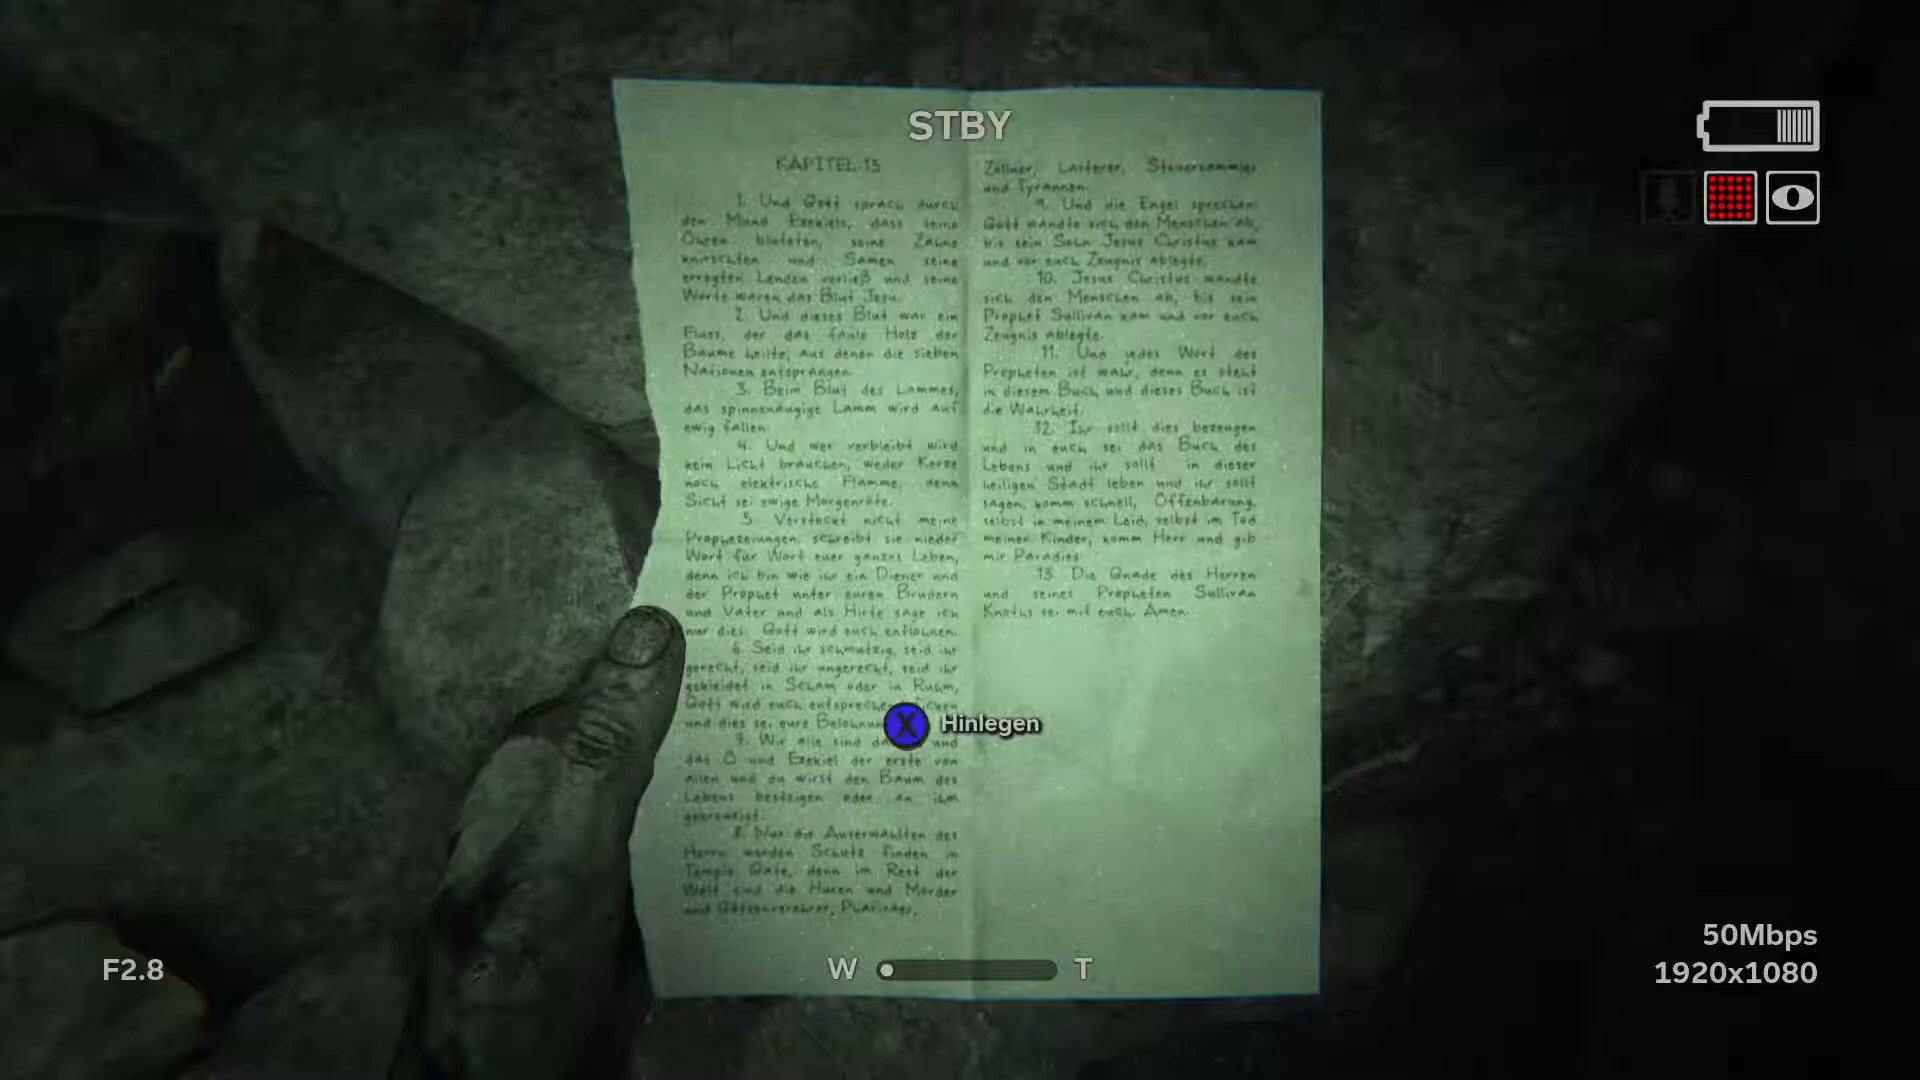 STBY
KAPITEL 15
1. Und Gott sprach durch
den Mund Ezekiels, dass seine
Ohren bluteten, seine Zähne
knirschten und Samen seine
erregten Lenden verließ und seine
Worte waren das Blut Jesu.
2. Und dieses Blut war ein
Fluss, der das faule Holz der
Bäume heilte, aus denen die sieben
Nationen entsprangen.
3. Beim Blut des Lammes,
das spinnenäugige Lamm wird auf
ewig fallen.
4. Und wer verbleibt wird
kein Licht brauchen, weder Kerze
noch elektrische Flamme, denn
Sicht sei ewige Morgenröte.
5. Versteckt nicht meine
Prophezeiungen, schreibt sie nieder
Wort für Wort euer ganzes Leben,
denn ich bin wie ihr ein Diener und
der Prophet unter euren Brüdern
und Vater und als Hirte sage ich
nur dies: Gott wird euch entlohnen.
6. Seid ihr schmutzig, seid ihr
gerecht, seid ihr ungerecht, seid ihr
gekleidet in Scham oder in Ruhm,
Gott wird euch
und dies sei eure
7. Wir alle sind und
das O und Ezekiel der erste von
allen und du wirst den Baum des
Lebens besteigen oder an ihm
gekreuzigt.
8. Nur die Auserwählten des
Herrn werden Schutz finden in
Temple Gate, denn im Rest der
Welt sind die Huren und Mörder
und Götzenverehrer, Pharisäer,
Zöllner, Lästerer, Steuersammler
und Tyrannen.
9. Und die Engel sprechen:
Gott wandte sich den Menschen ab,
bis sein Sohn Jesus Christus kam
und vor euch Zeugnis ablegte.
10. Jesus Christus wandte
sich den Menschen ab, bis sein
Prophet Sullivan kam und vor euch
Zeugnis ablegte.
11. Und jedes Wort des
Propheten ist wahr, denn es steht
in diesem Buch und dieses Buch ist
die Wahrheit.
12. Ihr sollt dies bezeugen
und in euch sei das Buch des
Lebens und ihr sollt in dieser
heiligen Stadt leben und ihr sollt
sagen, komm schnell, Offenbarung,
selbst in meinem Leid, selbst im Tod
meiner Kinder, komm Herr und gib
mir Paradies.
13. Die Gnade des Herren
und seines Propheten Sullivan
Knoths sei mit euch. Amen.
X Hinlegen
F2.8
W T
50Mbps
1920x1080